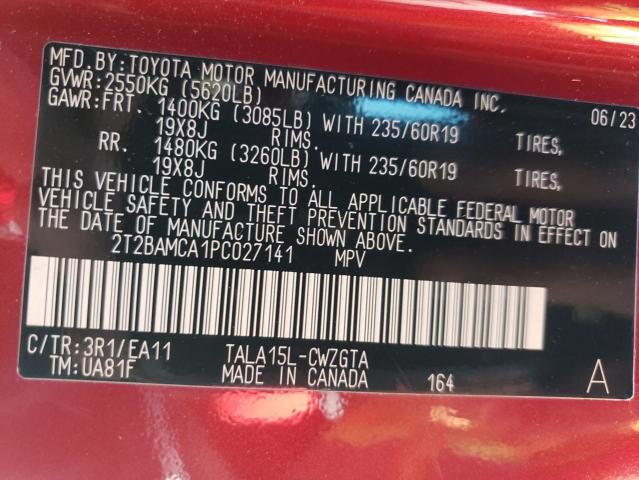 MFD.BY:TOYOTA MOTOR MANUFACTURING CANADA INC.
GVWR:2550KG (5620LB) 06/23
GAWR:FRT. 1400KG (3085LB) WITH 235/60R19 TIRES,
19X8J RIMS.
RR. 1480KG (3260LB) WITH 235/60R19 TIRES,
19X8J RIMS.
THIS VEHICLE CONFORMS TO ALL APPLICABLE FEDERAL MOTOR
VEHICLE SAFETY AND THEFT PREVENTION STANDARDS IN EFFECT ON
THE DATE OF MANUFACTURE SHOWN ABOVE.
2T2BAMCA1PC027141 MPV
C/TR:3R1/EA11 TALA15L-CWZGTA
TM:UA81F MADE IN CANADA 164 A